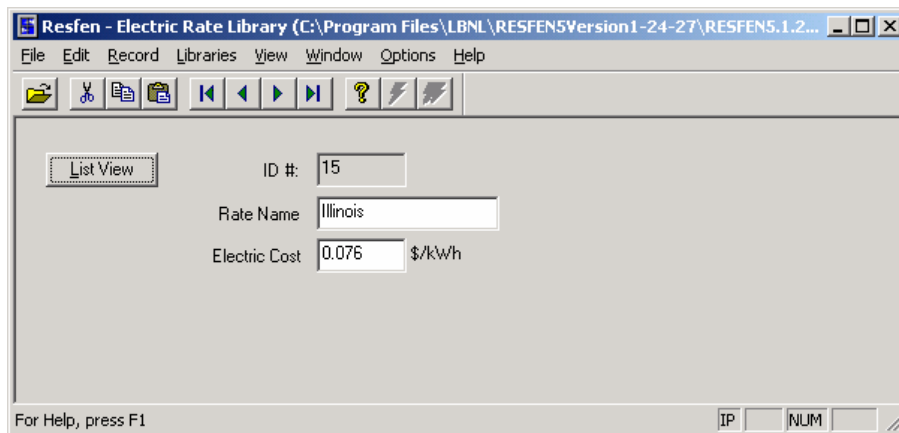 Resfen - Electric Rate Library (C:\Program Files\LBNL\RESFEN5Version1-24-27\RESFEN5.1.2...
File Edit Record Libraries View Window Options Help
List View
ID #: 15
Rate Name Illinois
Electric Cost 0.076 $/kWh
For Help, press F1 IP NUM